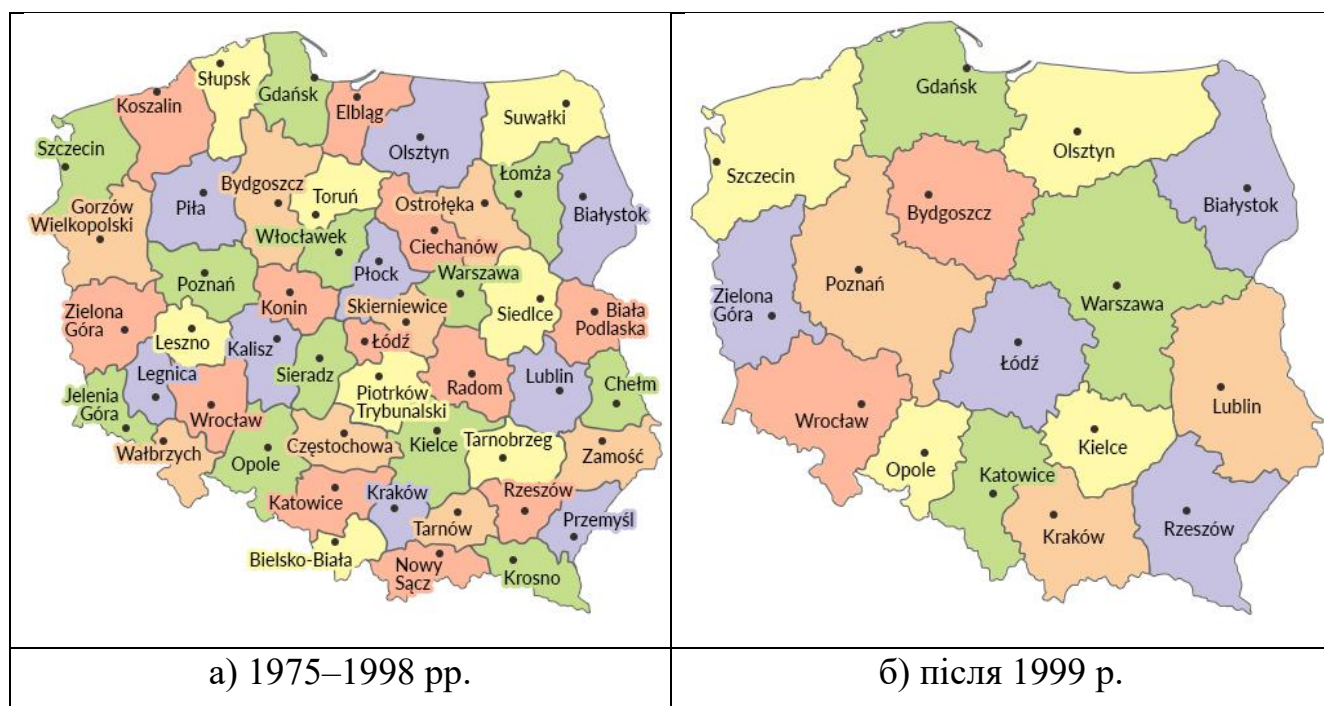 Słupsk
Gdańsk
Koszalin
Elbląg
Suwałki
Szczecin
Olsztyn
Łomża
Bydgoszcz
Toruń
Piła
Ostrołęka
Białystok
Gorzów
Wielkopolski
Włocławek
Ciechanów
Płock
Warszawa
Poznań
Konin
Skierniewice
Siedlce
Biała
Podlaska
Zielona
Góra
Leszno
Kalisz
Łódź
Legnica
Sieradz
Piotrków
Trybunalski
Radom
Lublin
Chełm
Jelenia
Góra
Wrocław
Wałbrzych
Opole
Częstochowa
Kielce
Tarnobrzeg
Zamość
Katowice
Kraków
Rzeszów
Tarnów
Przemyśl
Bielsko-Biała
Nowy
Sącz
Krosno
а) 1975–1998 рр.
Gdańsk
Olsztyn
Szczecin
Bydgoszcz
Białystok
Poznań
Zielona
Góra
Warszawa
Łódź
Wrocław
Lublin
Opole
Kielce
Katowice
Kraków
Rzeszów
б) після 1999 р.